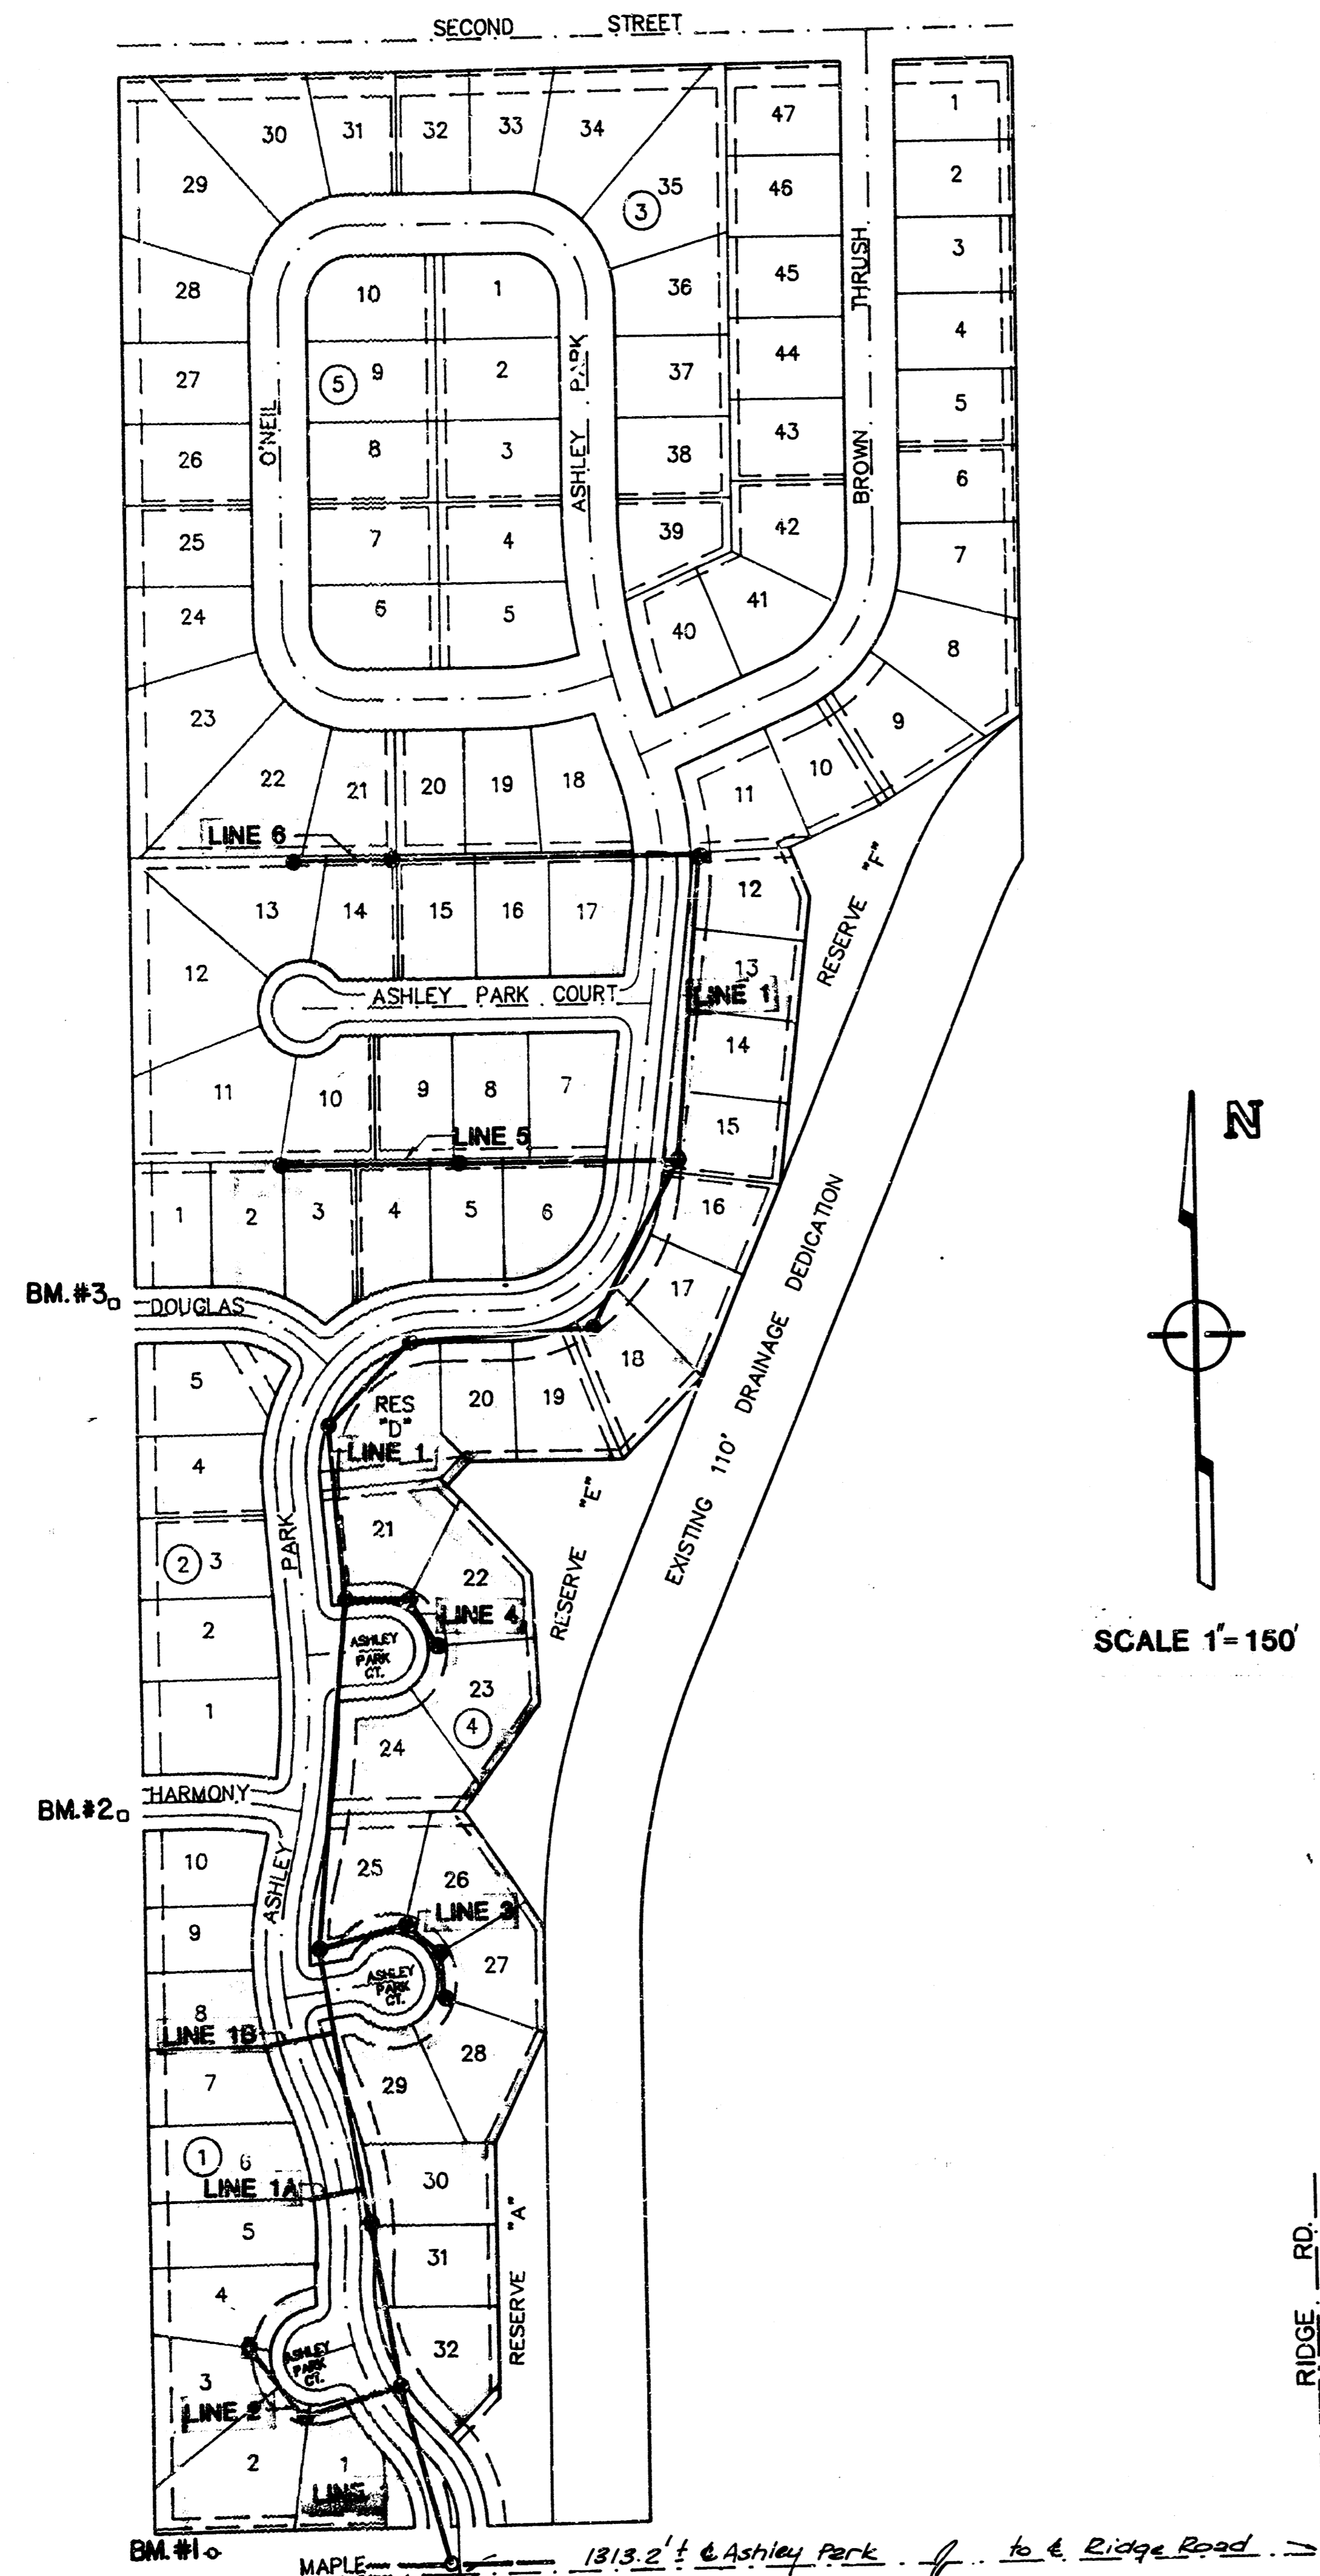 SECOND STREET
30 31 32 33 34 47 1
29 35 46 2
3
3
28 10 1 36 45 THRUSH 4
27 5 9 2 ASHLEY PARK 37 44 5
O'NEIL
26 8 3 38 43 BROWN 6
25 7 4 39 42 7
24 6 5 40 41 8
23 9
22 21 20 19 18 11 10
LINE 6
RESERVE "F"
13 14 15 16 17 12
12 13
ASHLEY PARK COURT
LINE 1
14
11 10 9 8 7 15
LINE 5
N
1 2 3 4 5 6 16
17
BM.#3
DOUGLAS
EXISTING 110' DRAINAGE DEDICATION
5 18
RES "D" 20 19
LINE 1
4
RESERVE "E"
PARK
21
2 3 22
LINE 4
2
ASHLEY
PARK
CT.
SCALE 1"=150'
1 23
4
24
HARMONY
BM.#2
10 ASHLEY 25 26
9 LINE 3
27
ASHLEY
PARK
CT.
8
LINE 1B
7 28
29
1 6 30
LINE 1A
RESERVE "A"
5 31
4
RIDGE RD.
ASHLEY
PARK
CT.
32
3
LINE 2
2 1
BM.#1
MAPLE
1313.2' ± ℄ Ashley Park to ℄ Ridge Road